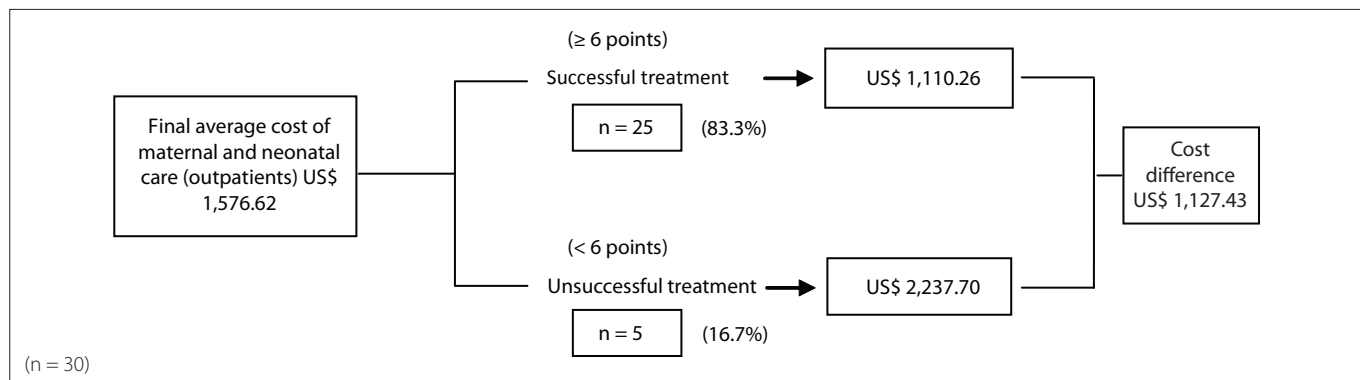 Final average cost of
maternal and neonatal
care (outpatients) US$
1,576.62
(≥ 6 points)
Successful treatment
n = 25
(83.3%)
US$ 1,110.26
(< 6 points)
Unsuccessful treatment
n = 5
(16.7%)
US$ 2,237.70
Cost
difference
US$ 1,127.43
(n = 30)